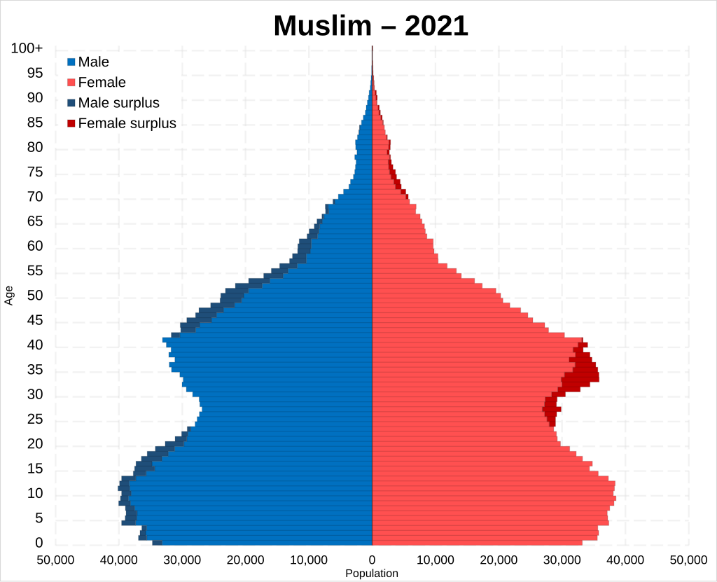 Muslim – 2021
100+
95
90
85
80
75
70
65
60
55
50
45
40
35
30
25
20
15
10
5
0
Age
Male
Female
Male surplus
Female surplus
50,000 40,000 30,000 20,000 10,000 0 10,000 20,000 30,000 40,000 50,000
Population